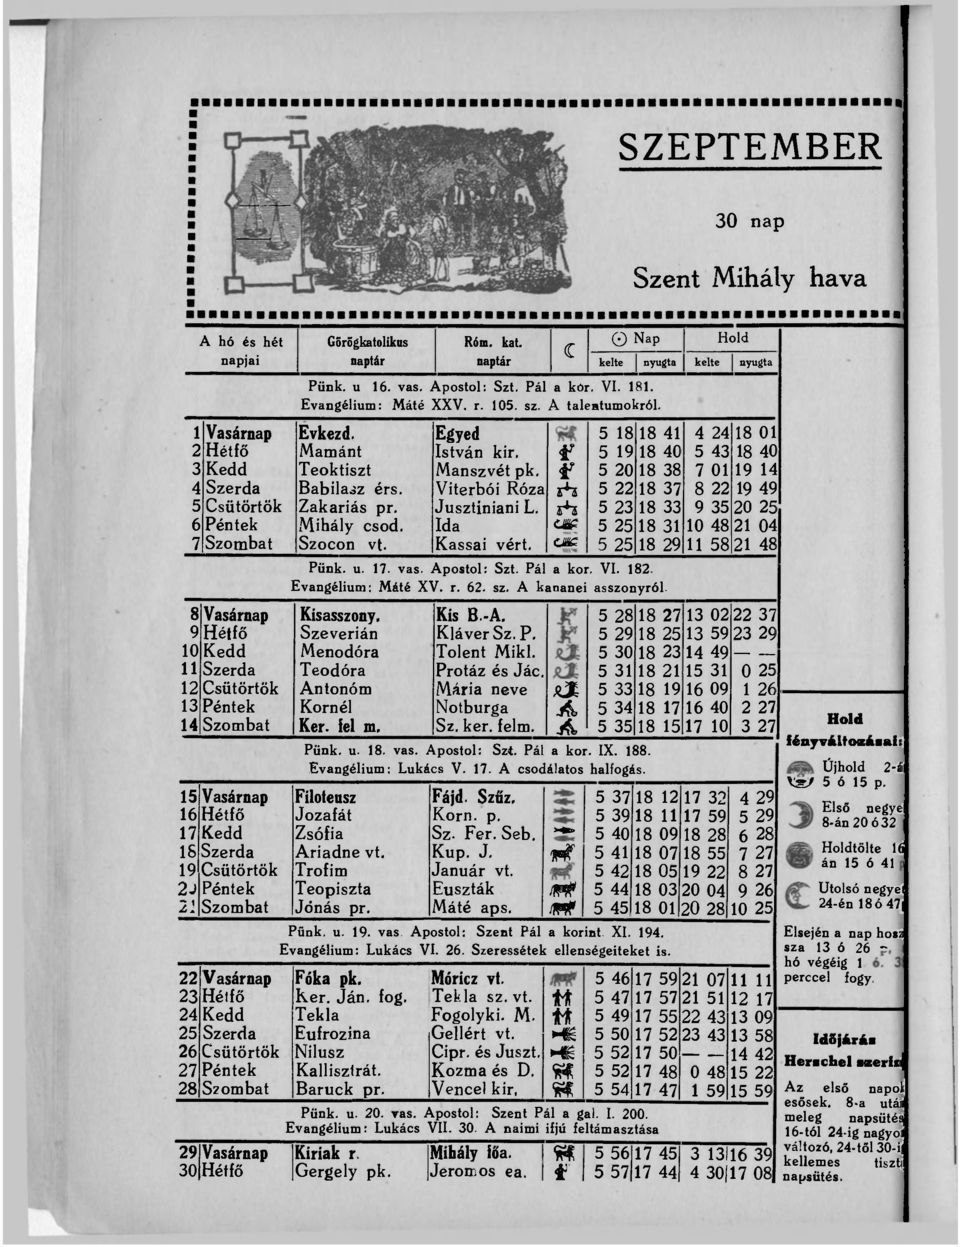 SZEPTEMBER
30 nap
Szent Mihály hava
A hó és hét napjai | Görögkatolikus naptár | Róm. kat. naptár | ☾ | ☉ Nap kelte | nyugta | Hold kelte | nyugta
Pünk. u 16. vas. Apostol: Szt. Pál a kor. VI. 181.
Evangélium: Máté XXV. r. 105. sz. A talentumokról.
1 Vasárnap Evkezd. Egyed 5 18 18 41 4 24 18 01
2 Hétfő Mamánt István kir. 5 19 18 40 5 43 18 40
3 Kedd Teoktiszt Manszvét pk. 5 20 18 38 7 01 19 14
4 Szerda Babilasz érs. Viterbói Róza 5 22 18 37 8 22 19 49
5 Csütörtök Zakariás pr. Jusztiniani L. 5 23 18 33 9 35 20 25
6 Péntek Mihály csod. Ida 5 25 18 31 10 48 21 04
7 Szombat Szocon vt. Kassai vért. 5 25 18 29 11 58 21 48
Pünk. u. 17. vas. Apostol: Szt. Pál a kor. VI. 182.
Evangélium: Máté XV. r. 62. sz. A kananei asszonyról.
8 Vasárnap Kisasszony. Kis B.-A. 5 28 18 27 13 02 22 37
9 Hétfő Szeverián Kláver Sz. P. 5 29 18 25 13 59 23 29
10 Kedd Menodóra Tolent Mikl. 5 30 18 23 14 49 — —
11 Szerda Teodóra Protáz és Jác. 5 31 18 21 15 31 0 25
12 Csütörtök Antonóm Mária neve 5 33 18 19 16 09 1 26
13 Péntek Kornél Notburga 5 34 18 17 16 40 2 27
14 Szombat Ker. fel m. Sz. ker. felm. 5 35 18 15 17 10 3 27
Pünk. u. 18. vas. Apostol: Szt. Pál a kor. IX. 188.
Evangélium: Lukács V. 17. A csodálatos halfogás.
15 Vasárnap Filoteusz Fájd. Szűz. 5 37 18 12 17 32 4 29
16 Hétfő Jozafát Korn. p. 5 39 18 11 17 59 5 29
17 Kedd Zsófia Sz. Fer. Seb. 5 40 18 09 18 28 6 28
18 Szerda Ariadne vt. Kup. J. 5 41 18 07 18 55 7 27
19 Csütörtök Trofim Január vt. 5 42 18 05 19 22 8 27
20 Péntek Teopiszta Euszták 5 44 18 03 20 04 9 26
21 Szombat Jónás pr. Máté aps. 5 45 18 01 20 28 10 25
Pünk. u. 19. vas. Apostol: Szent Pál a korint XI. 194.
Evangélium: Lukács VI. 26. Szeressétek ellenségeiteket is.
22 Vasárnap Fóka pk. Móricz vt. 5 46 17 59 21 07 11 11
23 Hétfő Ker. Ján. fog. Tekla sz. vt. 5 47 17 57 21 51 12 17
24 Kedd Tekla Fogolyki. M. 5 49 17 55 22 43 13 09
25 Szerda Eufrozina Gellért vt. 5 50 17 52 23 43 13 58
26 Csütörtök Nilusz Cipr. és Juszt. 5 52 17 50 — — 14 42
27 Péntek Kallisztrát. Kozma és D. 5 52 17 48 0 48 15 22
28 Szombat Baruck pr. Vencel kir. 5 54 17 47 1 59 15 59
Pünk. u. 20. vas. Apostol: Szent Pál a gal. I. 200.
Evangélium: Lukács VII. 30. A naimi ifjú feltámasztása
29 Vasárnap Kiriak r. Mihály főa. 5 56 17 45 3 13 16 39
30 Hétfő Gergely pk. Jeromos ea. 5 57 17 44 4 30 17 08
Hold
fényváltozásai:
Újhold 2-á
5 ó 15 p.
Első negye
8-án 20 ó 32
Holdtölte 16
án 15 ó 41
Utolsó negye
24-én 18 ó 47
Elsején a nap hosz
sza 13 ó 26
hó végéig 1 ó. 3
perccel fogy.
Időjárás
Herschel szerin
Az első napo
esősek. 8-a utá
meleg napsütés
16-tól 24-ig nagyo
változó, 24-től 30-i
kellemes tiszt
napsütés.